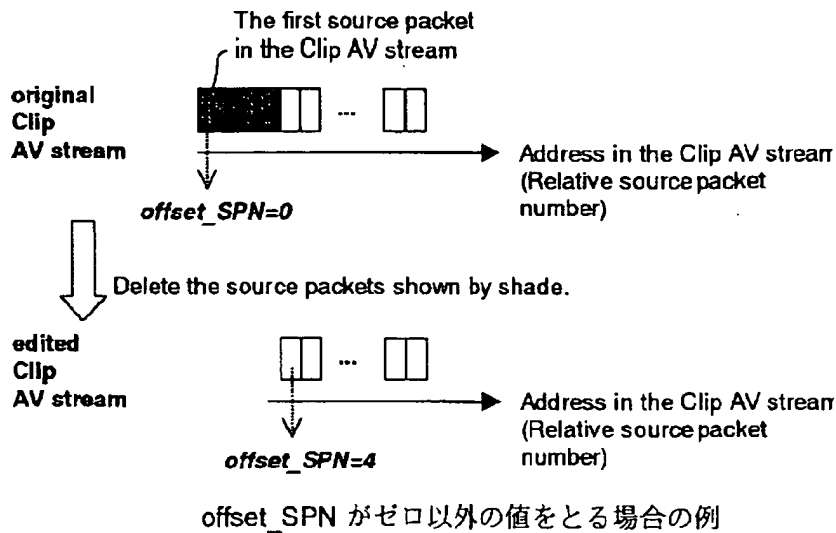 The first source packet
in the Clip AV stream
original
Clip
AV stream
...
Address in the Clip AV stream
(Relative source packet
number)
offset_SPN=0
Delete the source packets shown by shade.
edited
Clip
AV stream
...
Address in the Clip AV stream
(Relative source packet
number)
offset_SPN=4
offset_SPN がゼロ以外の値をとる場合の例